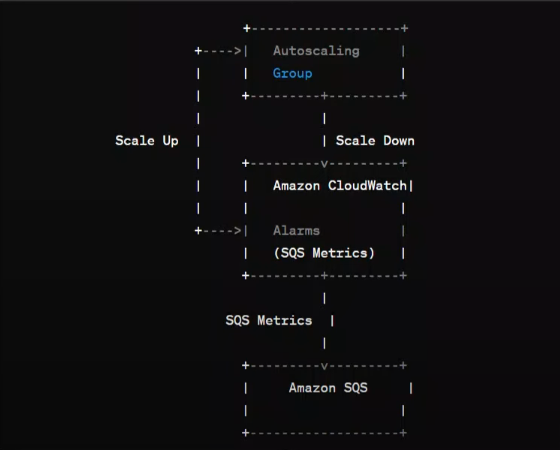 +-------------------+
+---->|   Autoscaling     |
|     |   Group           |
|     +---------+---------+
|               |
Scale Up  |               | Scale Down
|     +---------v---------+
|     |   Amazon CloudWatch|
|     |                   |
+---->|   Alarms          |
|   (SQS Metrics)   |
+---------+---------+
|
SQS Metrics  |
|
+---------v---------+
|     Amazon SQS     |
|                   |
+-------------------+